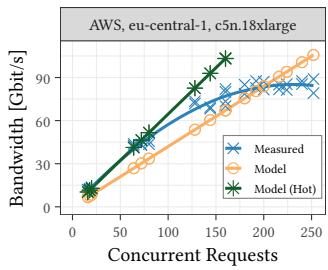 AWS, eu-central-1, c5n.18xlarge
Bandwidth [Gbit/s]
90
60
30
0
Measured
Model
Model (Hot)
0 50 100 150 200 250
Concurrent Requests